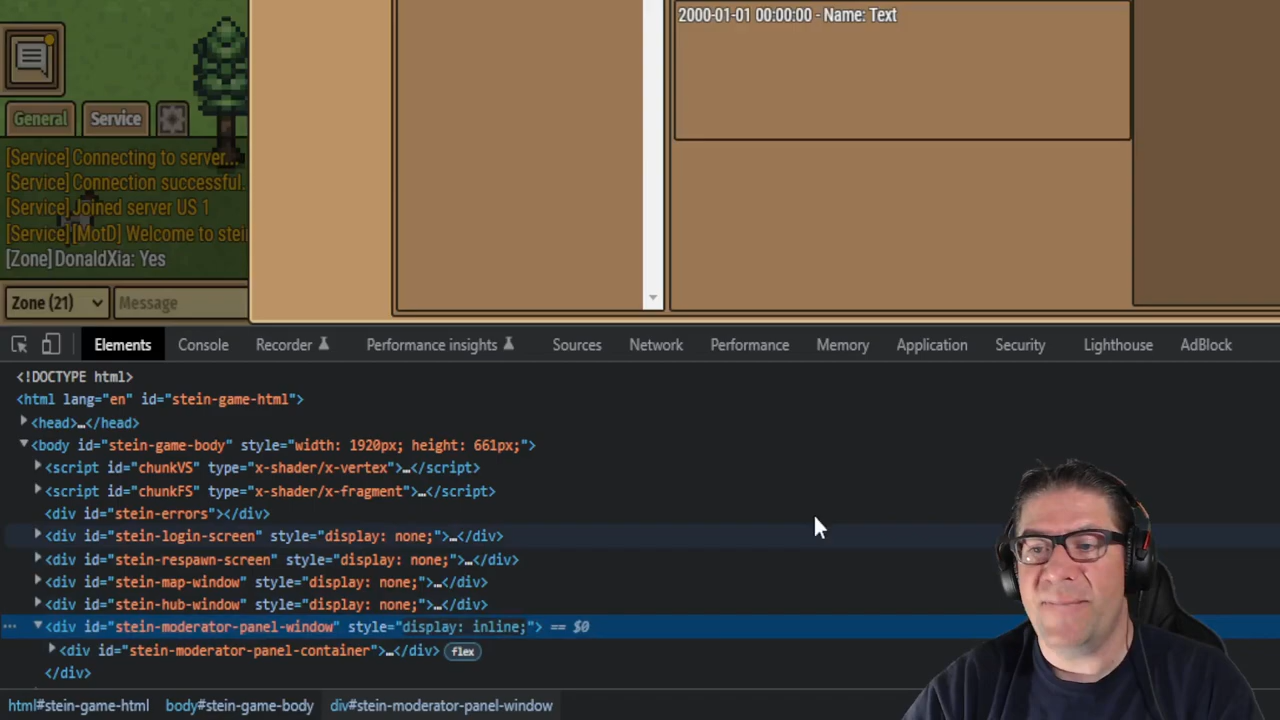 2000-01-01 00:00:00 - Name: Text
General Service
[Service] Connecting to server...
[Service] Connection successful.
[Service] Joined server US 1
[Service] [MotD] Welcome to stein
[Zone] DonaldXia: Yes
Zone (21) Message
Elements Console Recorder Performance insights Sources Network Performance Memory Application Security Lighthouse AdBlock
<!DOCTYPE html>
<html lang="en" id="stein-game-html">
<head>…</head>
<body id="stein-game-body" style="width: 1920px; height: 661px;">
<script id="chunkVS" type="x-shader/x-vertex">…</script>
<script id="chunkFS" type="x-shader/x-fragment">…</script>
<div id="stein-errors"></div>
<div id="stein-login-screen" style="display: none;">…</div>
<div id="stein-respawn-screen" style="display: none;">…</div>
<div id="stein-map-window" style="display: none;">…</div>
<div id="stein-hub-window" style="display: none;">…</div>
<div id="stein-moderator-panel-window" style="display: inline;"> == $0
<div id="stein-moderator-panel-container">…</div> flex
</div>
html#stein-game-html body#stein-game-body div#stein-moderator-panel-window